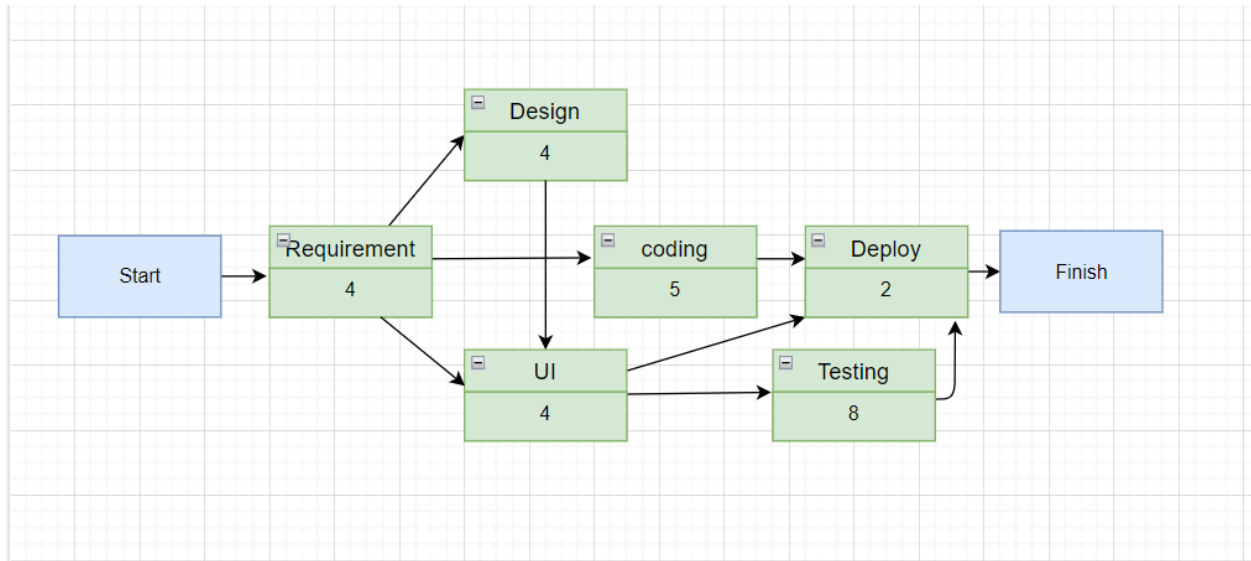 Design
4
Start
Requirement
4
coding
5
Deploy
2
Finish
UI
4
Testing
8